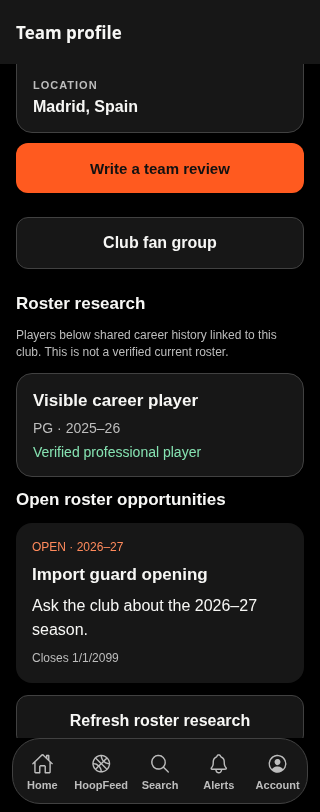 Team profile
LOCATION
Madrid, Spain
Write a team review
Club fan group
Roster research
Players below shared career history linked to this
club. This is not a verified current roster.
Visible career player
PG · 2025–26
Verified professional player
Open roster opportunities
OPEN · 2026–27
Import guard opening
Ask the club about the 2026–27
season.
Closes 1/1/2099
Refresh roster research
Home
HoopFeed
Search
Alerts
Account